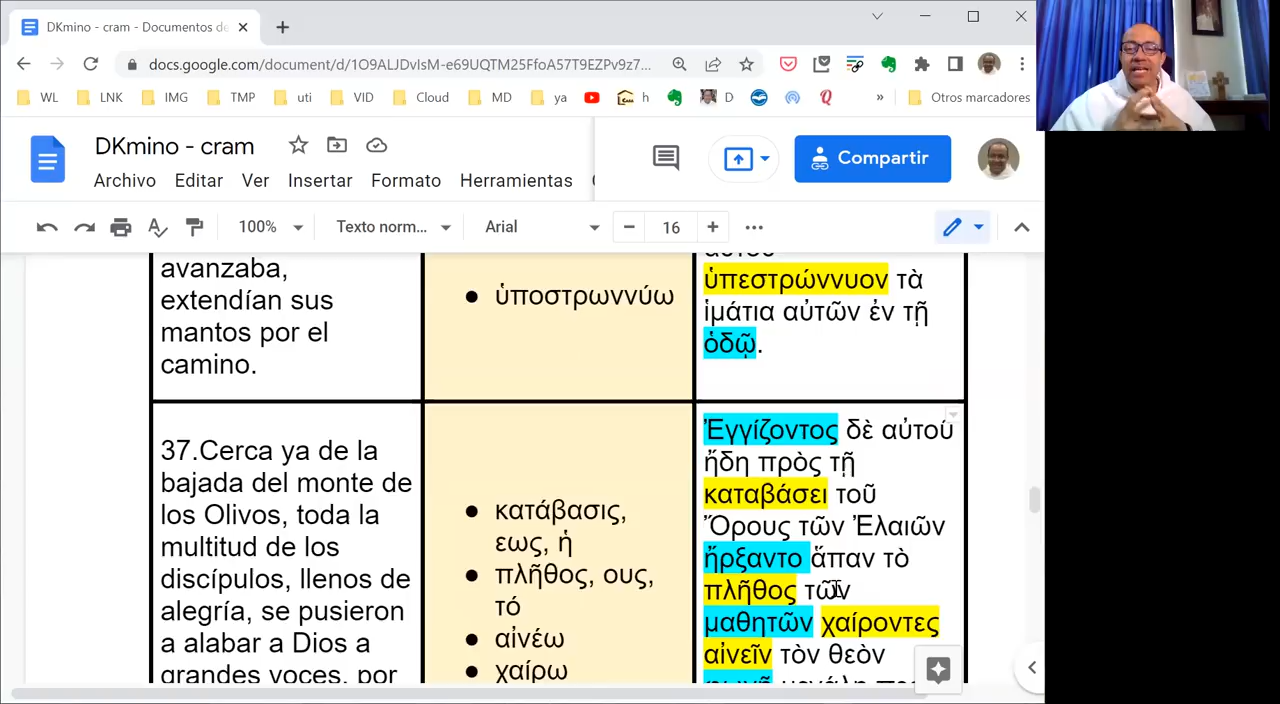 DKmino - cram - Documentos de
docs.google.com/document/d/1O9ALJDvIsM-e69UQTM25FfoA57T9EZPv9z7...
WL LNK IMG TMP uti VID Cloud MD ya h D » Otros marcadores
DKmino - cram
Compartir
Archivo Editar Ver Insertar Formato Herramientas
100% Texto norm... Arial 16
avanzaba,
extendían sus
mantos por el
camino.
ὑποστρωννύω
ὑπεστρώννυον τὰ
ἱμάτια αὐτῶν ἐν τῇ
ὁδῷ.
37.Cerca ya de la
bajada del monte de
los Olivos, toda la
multitud de los
discípulos, llenos de
alegría, se pusieron
a alabar a Dios a
grandes voces, por
κατάβασις,
εως, ἡ
πλῆθος, ους,
τό
αἰνέω
χαίρω
Ἐγγίζοντος δὲ αὐτοῦ
ἤδη πρὸς τῇ
καταβάσει τοῦ
Ὄρους τῶν Ἐλαιῶν
ἤρξαντο ἅπαν τὸ
πλῆθος τῶν
μαθητῶν χαίροντες
αἰνεῖν τὸν θεὸν